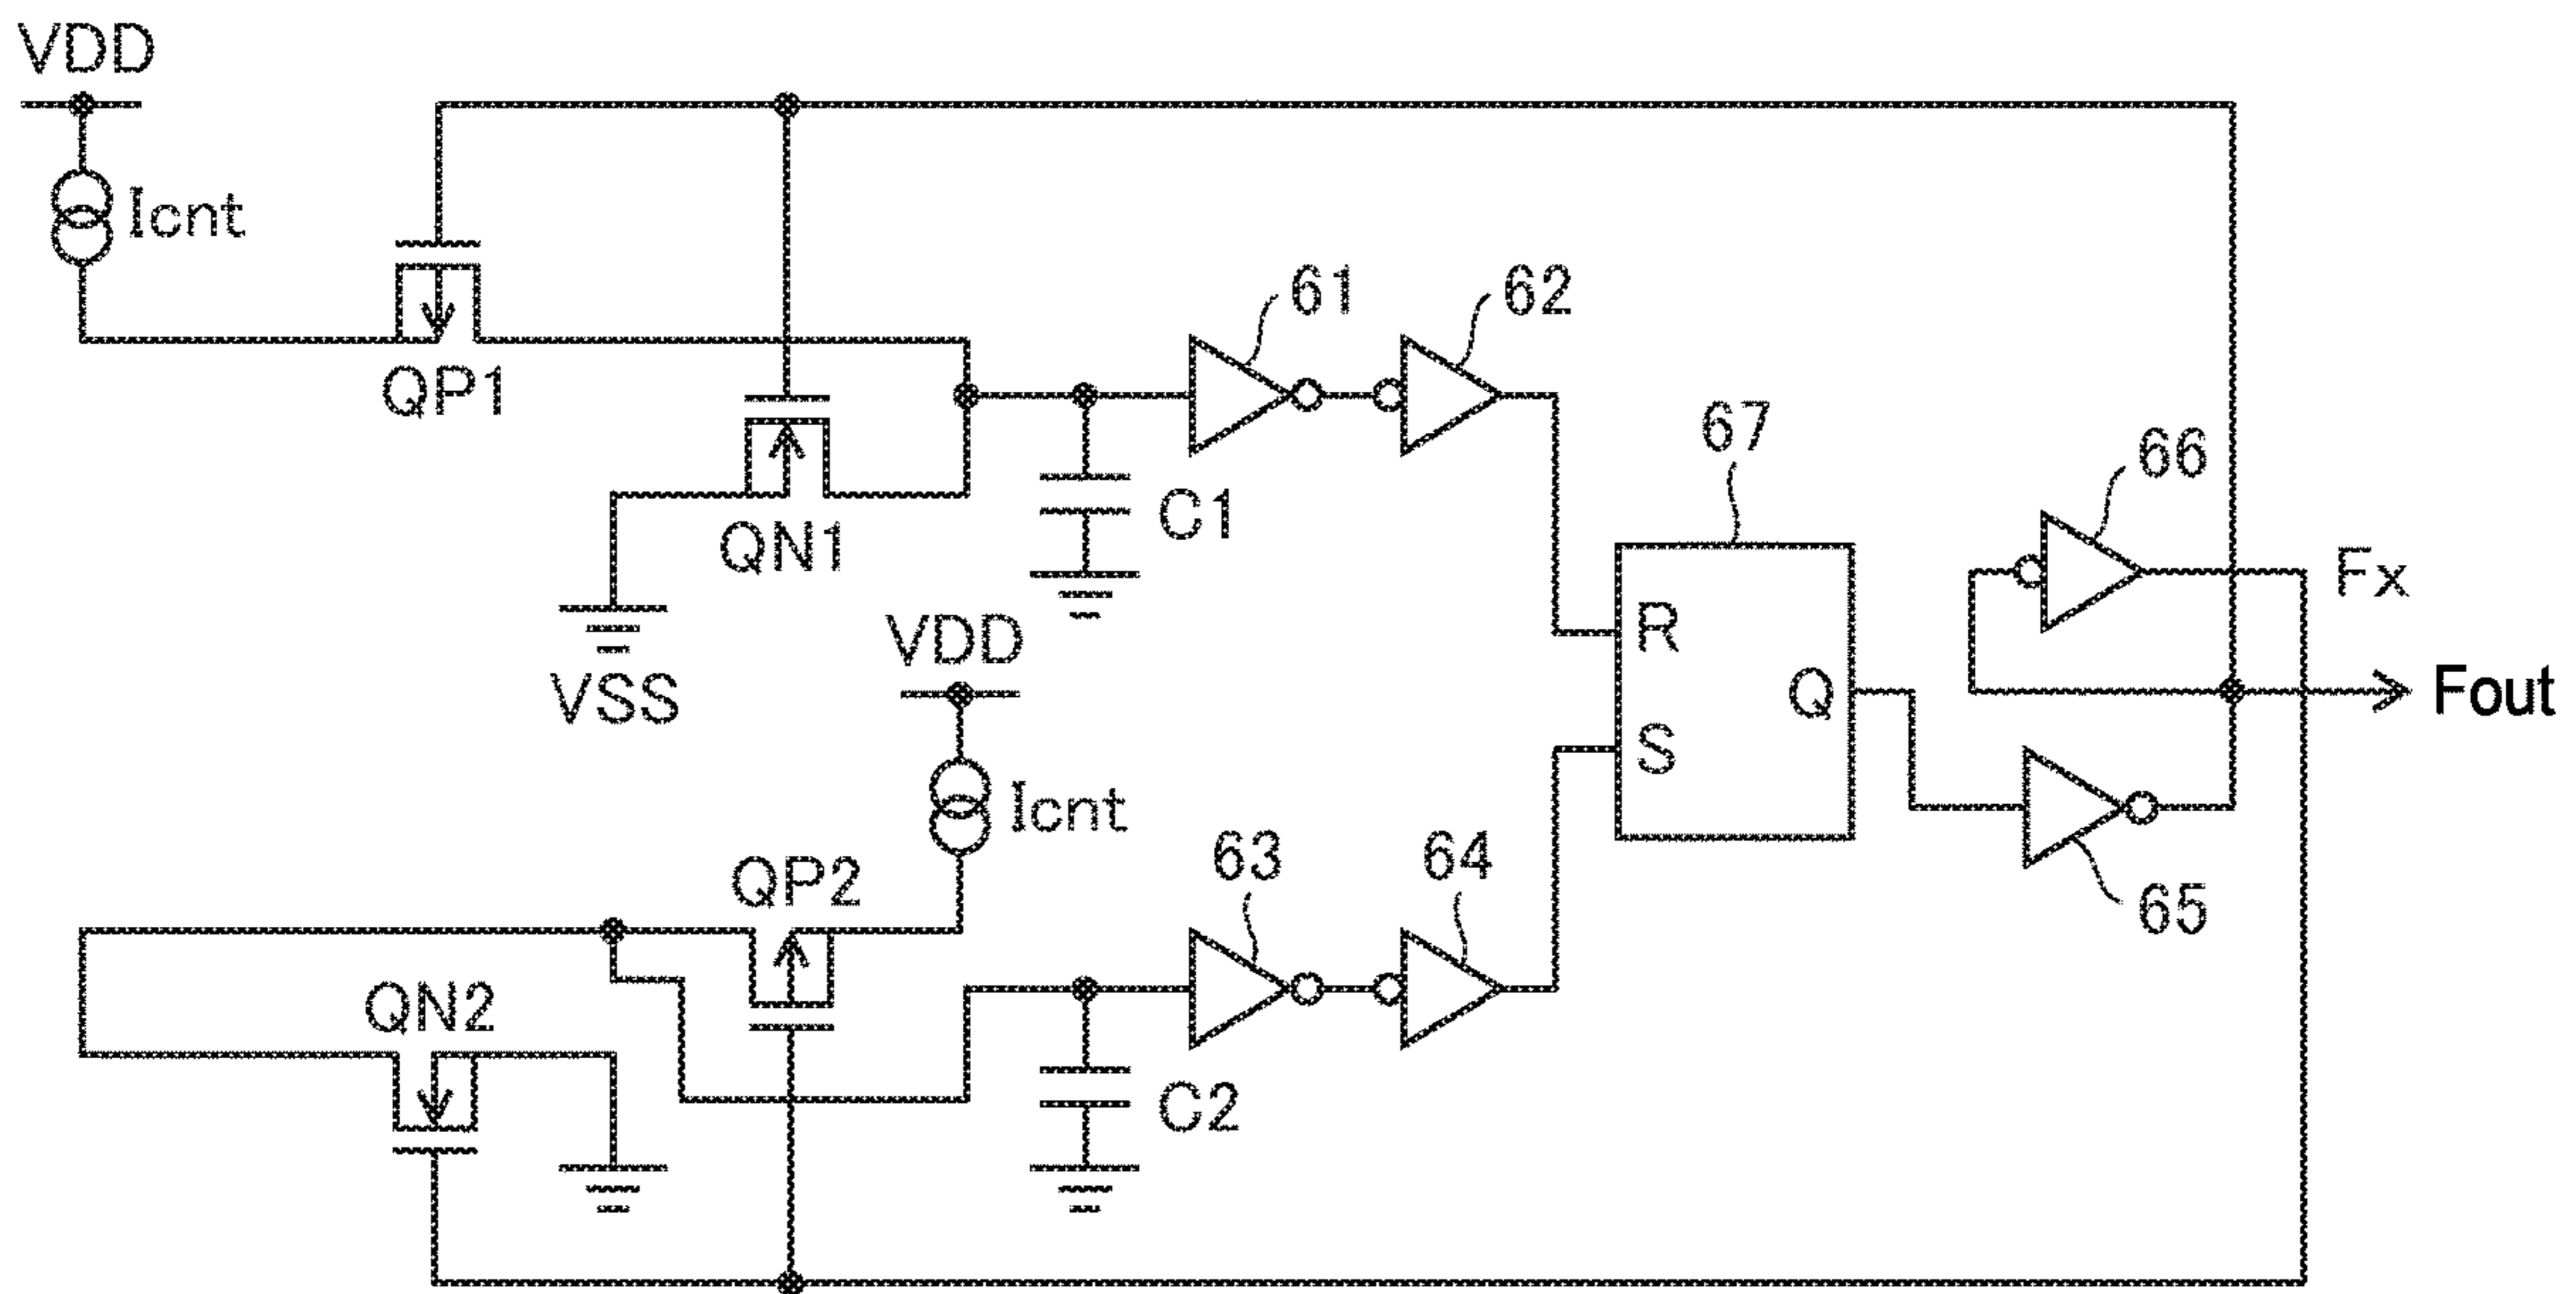 VDD
Icnt
QP1
QN1
VSS
C1
61
62
67
66
R
S
Q
Fx
Fout
65
VDD
Icnt
QP2
QN2
C2
63
64